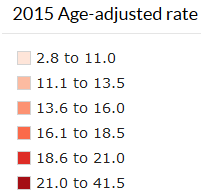 2015 Age-adjusted rate
2.8 to 11.0
11.1 to 13.5
13.6 to 16.0
16.1 to 18.5
18.6 to 21.0
21.0 to 41.5